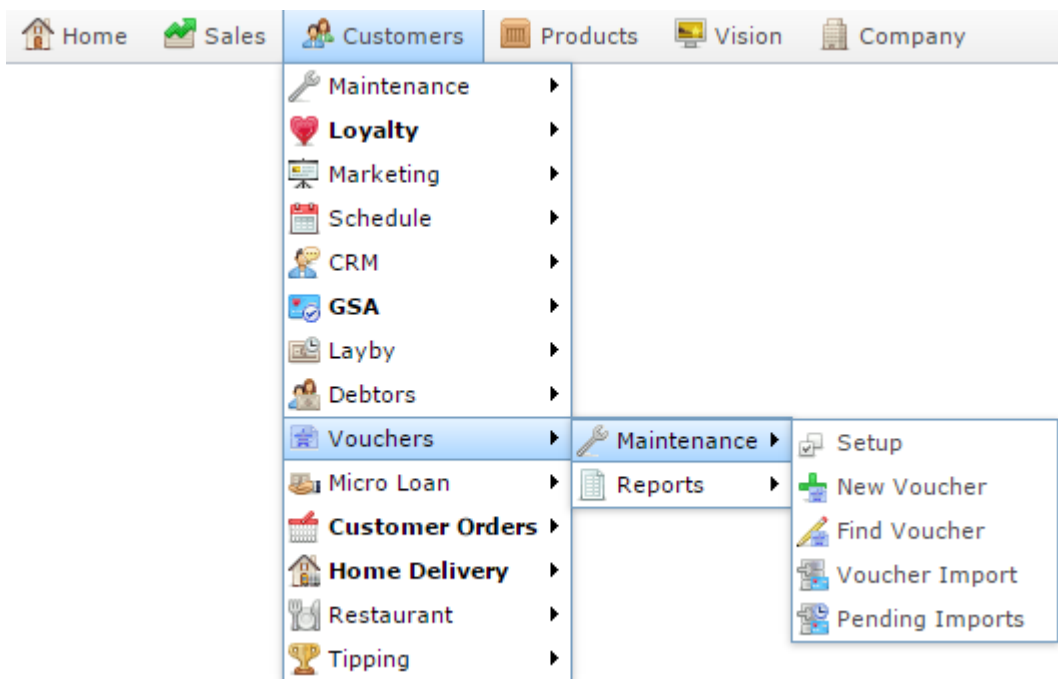 Home Sales Customers Products Vision Company
Maintenance
Loyalty
Marketing
Schedule
CRM
GSA
Layby
Debtors
Vouchers
Micro Loan
Customer Orders
Home Delivery
Restaurant
Tipping
Maintenance
Reports
Setup
New Voucher
Find Voucher
Voucher Import
Pending Imports